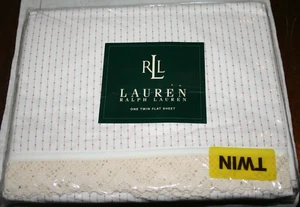 RLL
LAUREN
RALPH LAUREN
ONE TWIN FLAT SHEET
TWIN